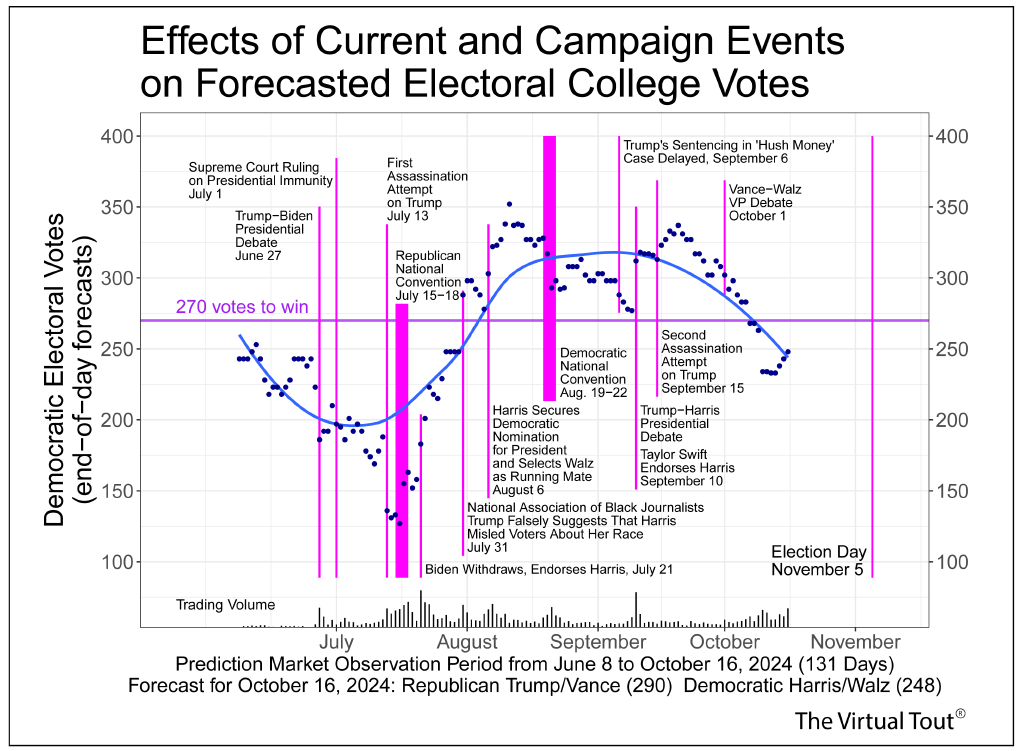 Effects of Current and Campaign Events
on Forecasted Electoral College Votes
Democratic Electoral Votes
(end−of−day forecasts)
400
350
300
250
200
150
100
400
350
300
250
200
150
100
Supreme Court Ruling
on Presidential Immunity
July 1
Trump−Biden
Presidential
Debate
June 27
First
Assassination
Attempt
on Trump
July 13
Republican
National
Convention
July 15−18
270 votes to win
Trump's Sentencing in 'Hush Money'
Case Delayed, September 6
Vance−Walz
VP Debate
October 1
Democratic
National
Convention
Aug. 19−22
Second
Assassination
Attempt
on Trump
September 15
Harris Secures
Democratic
Nomination
for President
and Selects Walz
as Running Mate
August 6
Trump−Harris
Presidential
Debate
Taylor Swift
Endorses Harris
September 10
National Association of Black Journalists
Trump Falsely Suggests That Harris
Misled Voters About Her Race
July 31
Biden Withdraws, Endorses Harris, July 21
Election Day
November 5
Trading Volume
July
August
September
October
November
Prediction Market Observation Period from June 8 to October 16, 2024 (131 Days)
Forecast for October 16, 2024: Republican Trump/Vance (290) Democratic Harris/Walz (248)
The Virtual Tout®